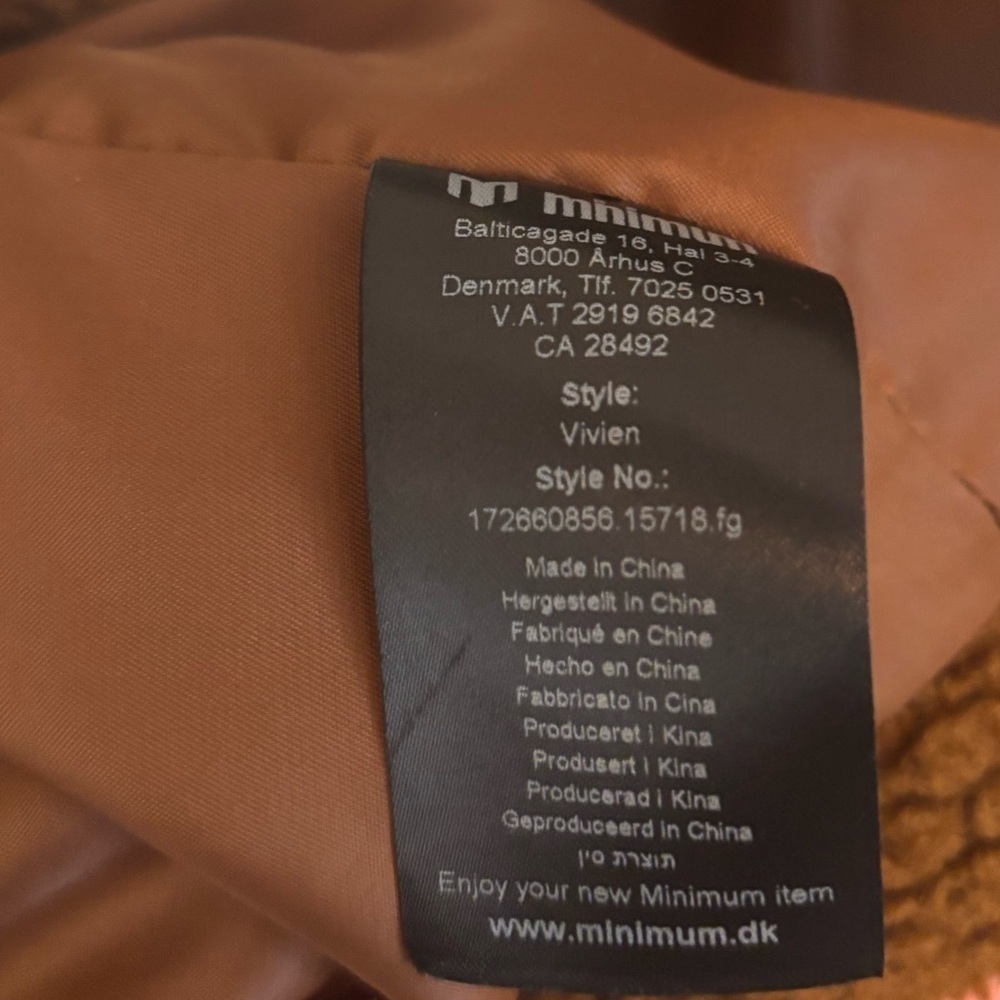 minimum
Balticagade 16, Hal 3-4
8000 Århus C
Denmark, Tlf. 7025 0531
V.A.T 2919 6842
CA 28492
Style:
Vivien
Style No.:
172660856.15718.fg
Made in China
Hergestellt in China
Fabriqué en Chine
Hecho en China
Fabbricato in Cina
Produceret i Kina
Produsert i Kina
Producerad i Kina
Geproduceerd in China
תוצרת סין
Enjoy your new Minimum item
www.minimum.dk